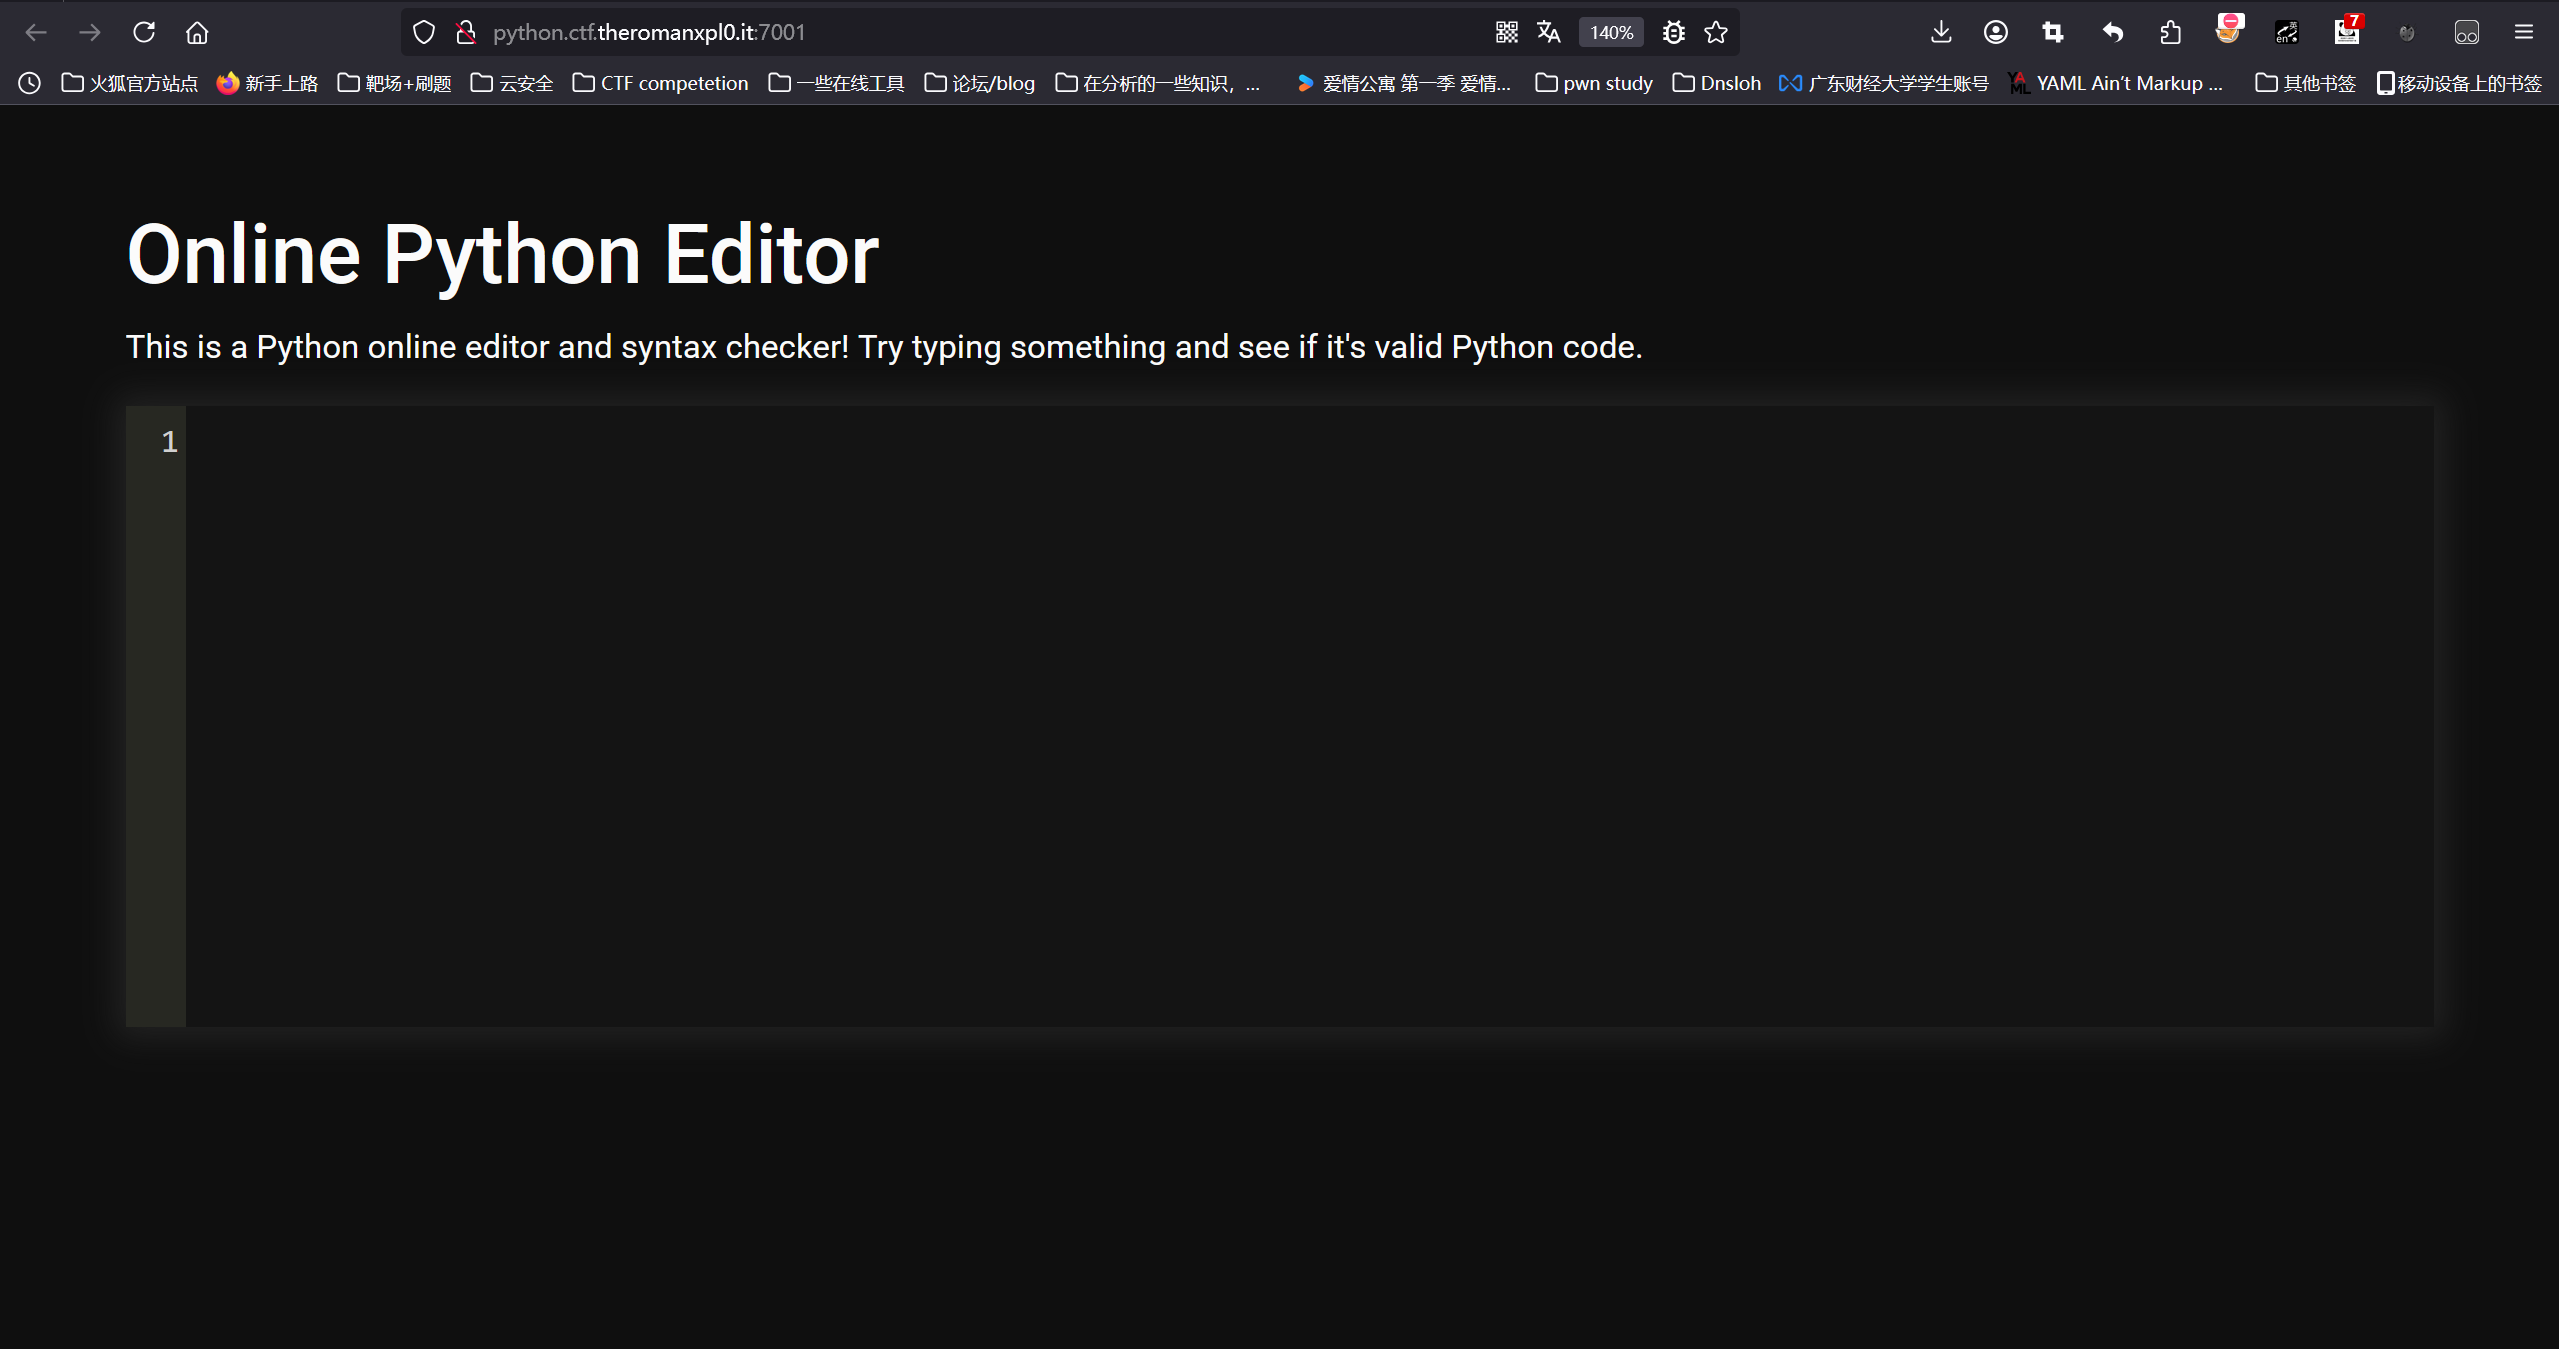 python.ctf.theromanxpl0.it:7001
140%
en
英
7
火狐官方站点 新手上路 靶场+刷题 云安全 CTF competetion 一些在线工具 论坛/blog 在分析的一些知识，... 爱情公寓 第一季 爱情... pwn study Dnsloh 广东财经大学学生账号 YAML YAML Ain't Markup ... 其他书签 移动设备上的书签
Online Python Editor
This is a Python online editor and syntax checker! Try typing something and see if it's valid Python code.
1